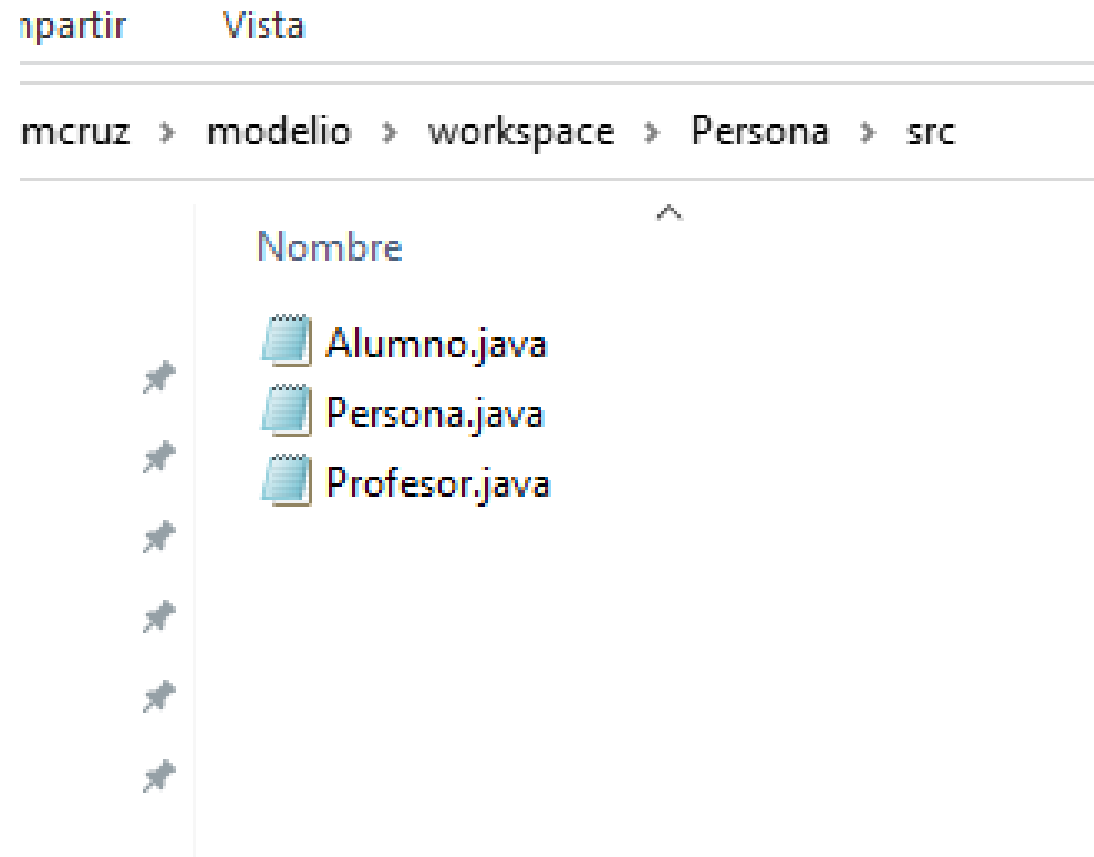 npartir Vista
mcruz > modelio > workspace > Persona > src
Nombre
Alumno.java
Persona.java
Profesor.java